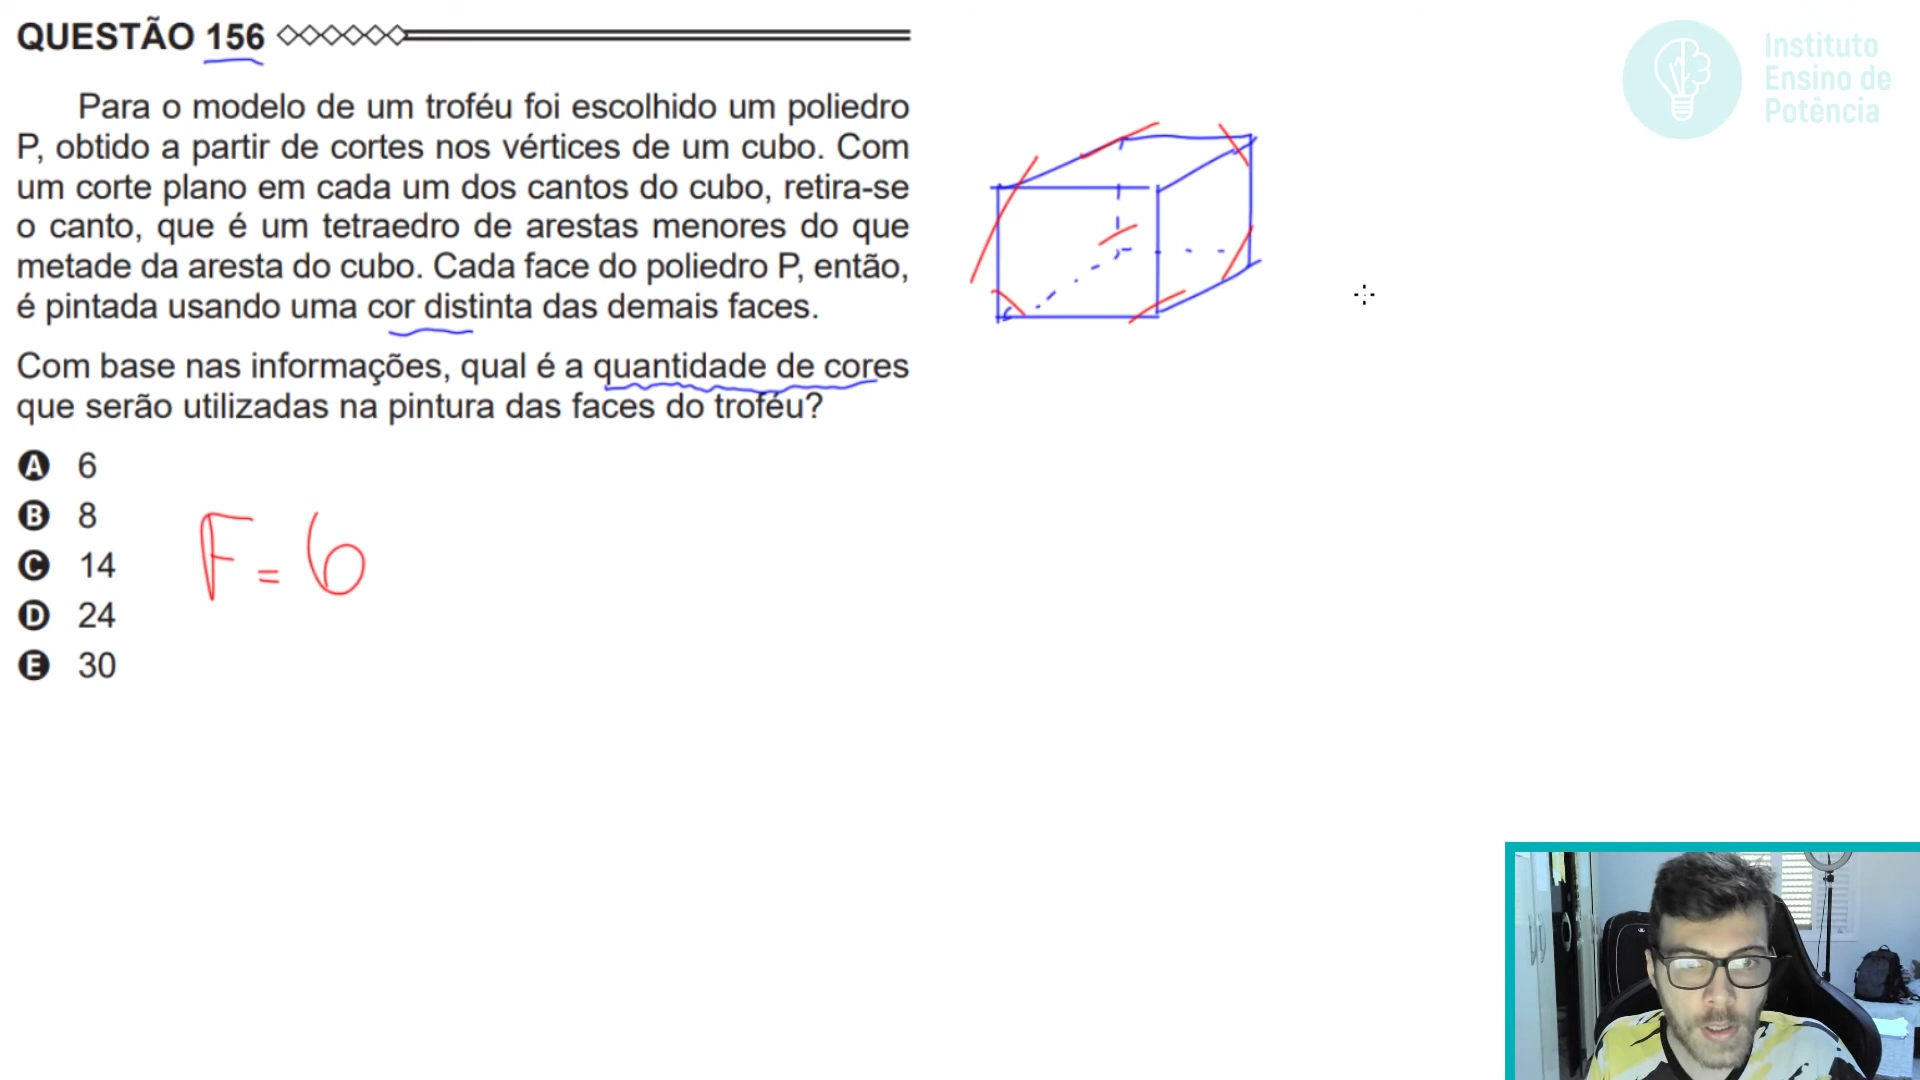 QUESTÃO 156
Para o modelo de um troféu foi escolhido um poliedro
P, obtido a partir de cortes nos vértices de um cubo. Com
um corte plano em cada um dos cantos do cubo, retira-se
o canto, que é um tetraedro de arestas menores do que
metade da aresta do cubo. Cada face do poliedro P, então,
é pintada usando uma cor distinta das demais faces.
Com base nas informações, qual é a quantidade de cores
que serão utilizadas na pintura das faces do troféu?
A 6
B 8
C 14
D 24
E 30
F = 6
Instituto
Ensino de
Potência